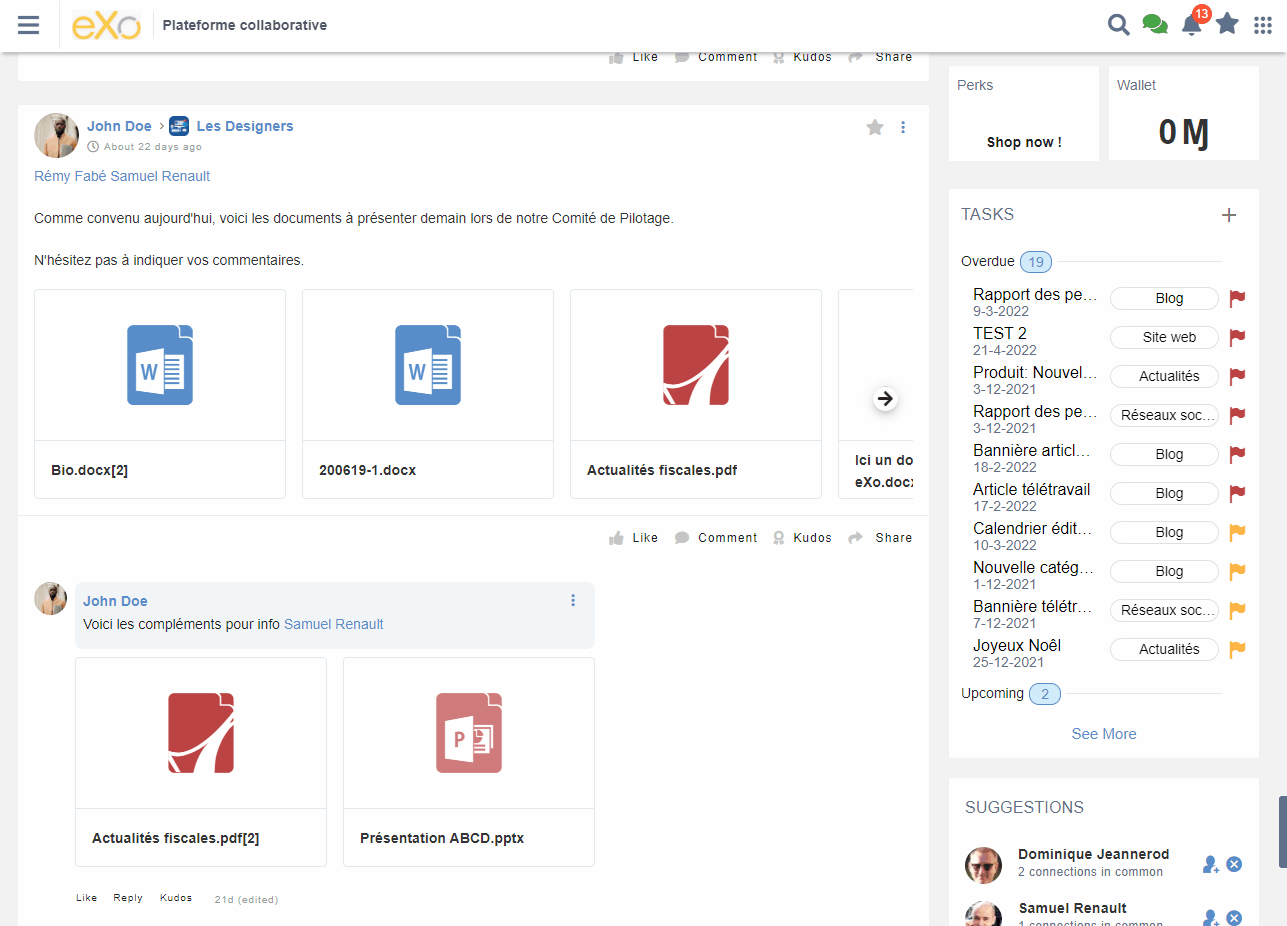 eXo Plateforme collaborative 13
Like Comment Kudos Share
John Doe › Les Designers
About 22 days ago
Rémy Fabé Samuel Renault
Comme convenu aujourd'hui, voici les documents à présenter demain lors de notre Comité de Pilotage.
N'hésitez pas à indiquer vos commentaires.
W W
Bio.docx[2] 200619-1.docx Actualités fiscales.pdf Ici un do
eXo.docx
Like Comment Kudos Share
John Doe
Voici les compléments pour info Samuel Renault
P
Actualités fiscales.pdf[2] Présentation ABCD.pptx
Like Reply Kudos 21d (edited)
Perks
Shop now !
Wallet
0 Ɱ
TASKS
Overdue 19
Rapport des pe... Blog
9-3-2022
TEST 2 Site web
21-4-2022
Produit: Nouvel... Actualités
3-12-2021
Rapport des pe... Réseaux soc...
3-12-2021
Bannière articl... Blog
18-2-2022
Article télétravail Blog
17-2-2022
Calendrier édit... Blog
10-3-2022
Nouvelle catég... Blog
1-12-2021
Bannière télétr... Réseaux soc...
7-12-2021
Joyeux Noël Actualités
25-12-2021
Upcoming 2
See More
SUGGESTIONS
Dominique Jeannerod
2 connections in common
Samuel Renault
1 connections in common